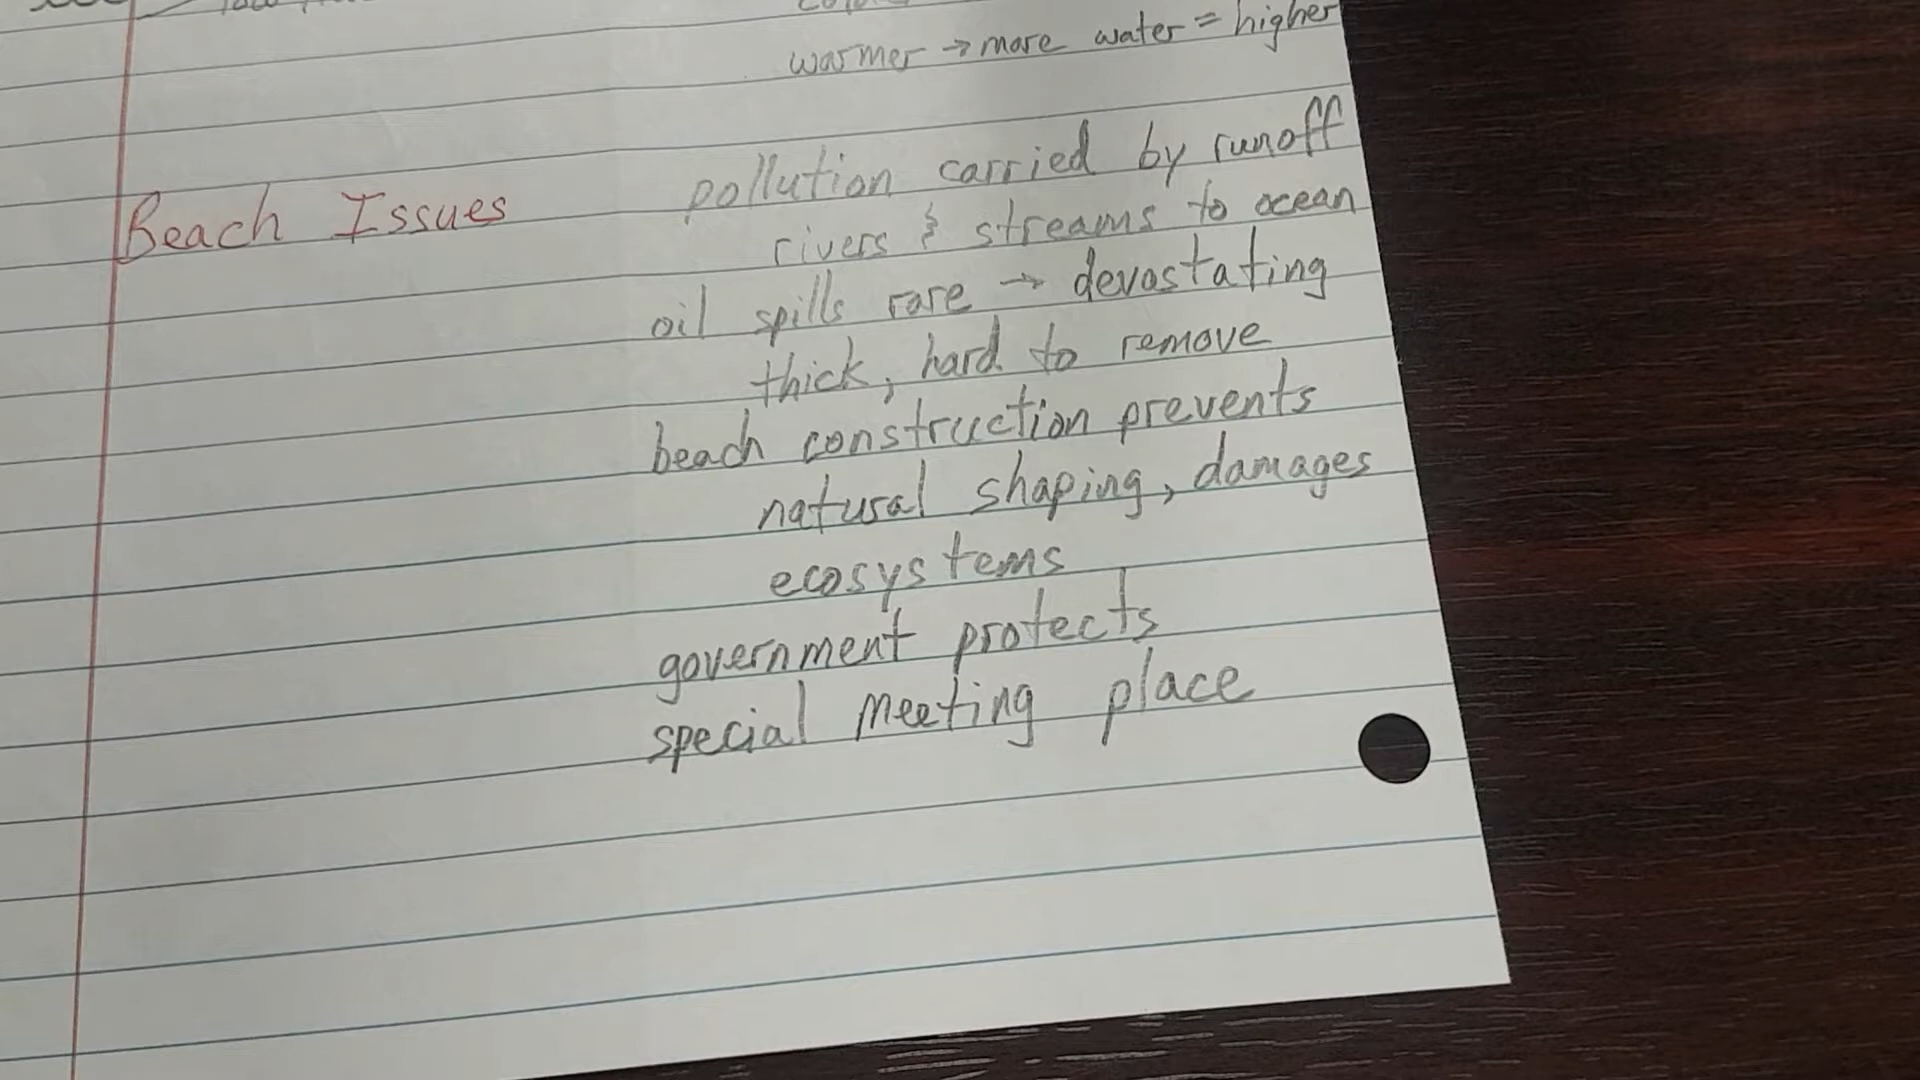 warmer → more water = higher
Beach Issues
pollution carried by runoff
rivers & streams to ocean
oil spills rare → devastating
thick, hard to remove
beach construction prevents
natural shaping, damages
ecosystems
government protects
special meeting place